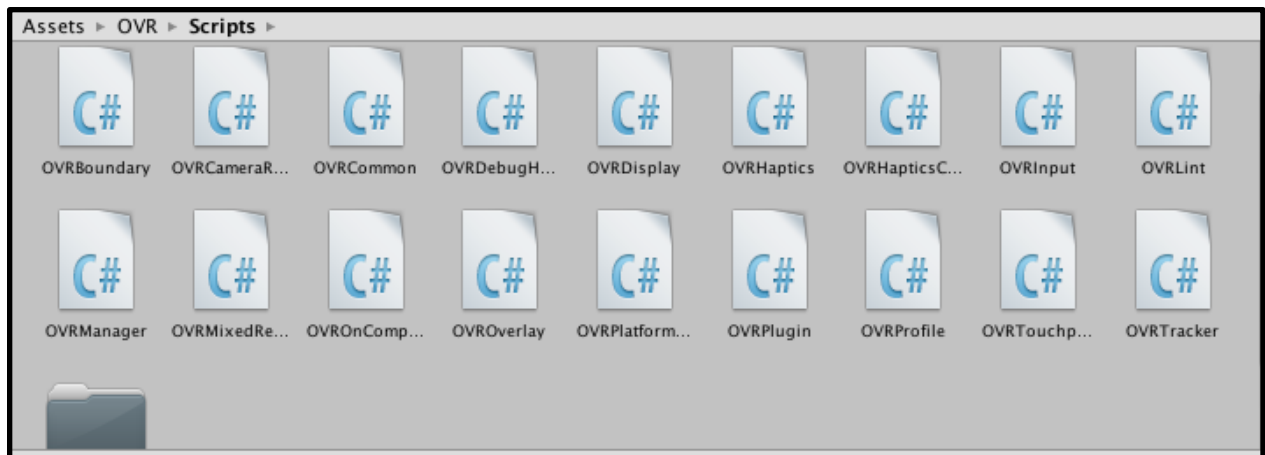 Assets ▸ OVR ▸ Scripts ▸
C# C# C# C# C# C# C# C# C#
OVRBoundary OVRCameraR... OVRCommon OVRDebugH... OVRDisplay OVRHaptics OVRHapticsC... OVRInput OVRLint
C# C# C# C# C# C# C# C# C#
OVRManager OVRMixedRe... OVROnComp... OVROverlay OVRPlatform... OVRPlugin OVRProfile OVRTouchp... OVRTracker